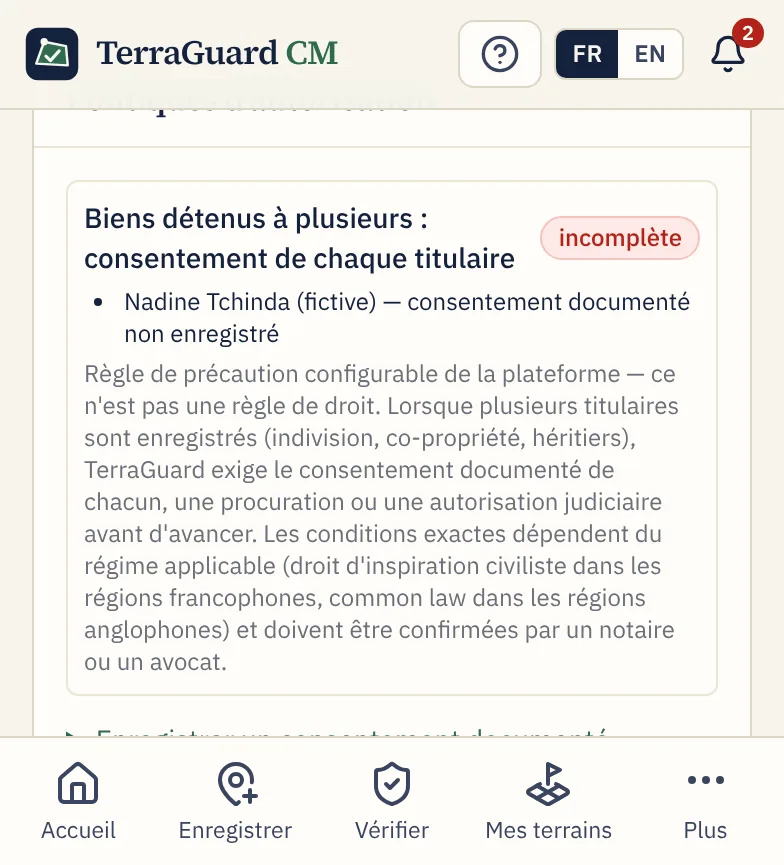 TerraGuard CM
FR
EN
2
Biens détenus à plusieurs :
consentement de chaque titulaire
incomplète
Nadine Tchinda (fictive) — consentement documenté
non enregistré
Règle de précaution configurable de la plateforme — ce
n'est pas une règle de droit. Lorsque plusieurs titulaires
sont enregistrés (indivision, co-propriété, héritiers),
TerraGuard exige le consentement documenté de
chacun, une procuration ou une autorisation judiciaire
avant d'avancer. Les conditions exactes dépendent du
régime applicable (droit d'inspiration civiliste dans les
régions francophones, common law dans les régions
anglophones) et doivent être confirmées par un notaire
ou un avocat.
Enregistrer un consentement documenté
Accueil
Enregistrer
Vérifier
Mes terrains
Plus